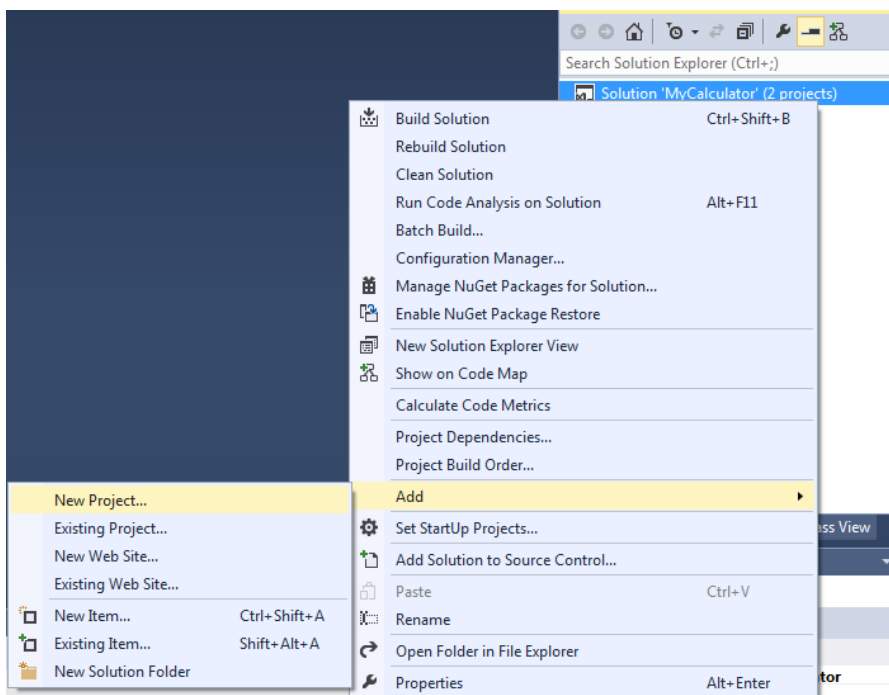 Search Solution Explorer (Ctrl+;)
Solution 'MyCalculator' (2 projects)
Build Solution Ctrl+Shift+B
Rebuild Solution
Clean Solution
Run Code Analysis on Solution Alt+F11
Batch Build...
Configuration Manager...
Manage NuGet Packages for Solution...
Enable NuGet Package Restore
New Solution Explorer View
Show on Code Map
Calculate Code Metrics
Project Dependencies...
Project Build Order...
Add
Set StartUp Projects...
Add Solution to Source Control...
Paste Ctrl+V
Rename
Open Folder in File Explorer
Properties Alt+Enter
New Project...
Existing Project...
New Web Site...
Existing Web Site...
New Item... Ctrl+Shift+A
Existing Item... Shift+Alt+A
New Solution Folder
ass View
tor